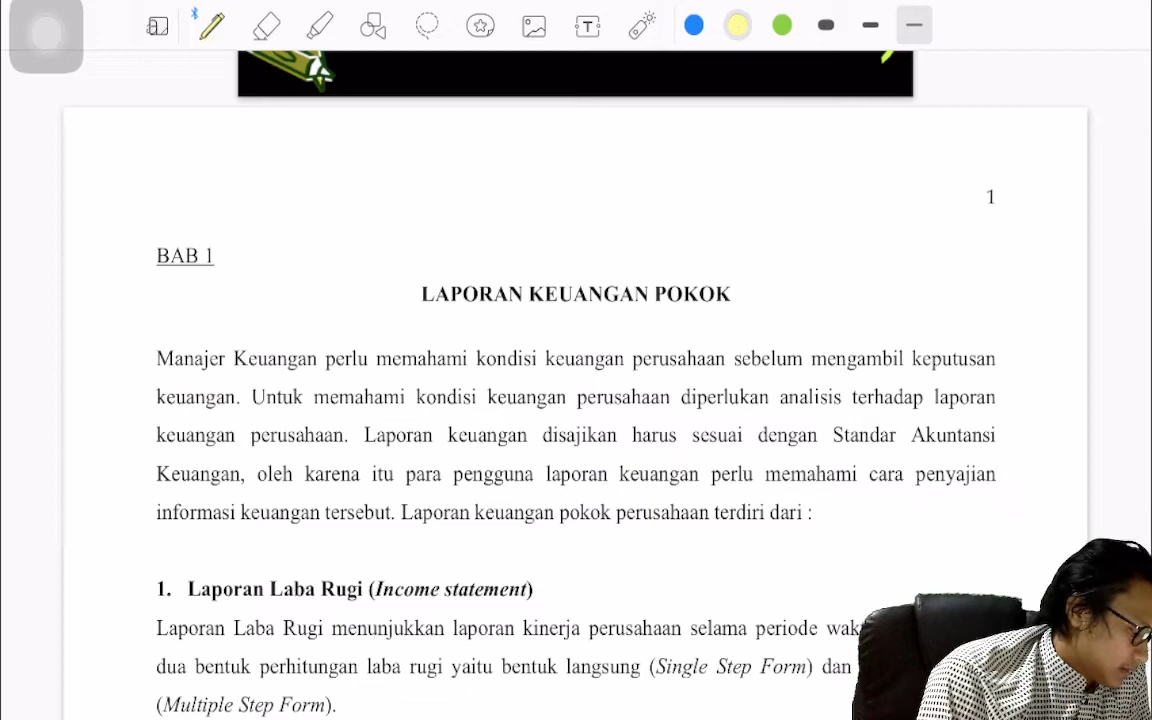 T
1
BAB 1
LAPORAN KEUANGAN POKOK
Manajer Keuangan perlu memahami kondisi keuangan perusahaan sebelum mengambil keputusan
keuangan. Untuk memahami kondisi keuangan perusahaan diperlukan analisis terhadap laporan
keuangan perusahaan. Laporan keuangan disajikan harus sesuai dengan Standar Akuntansi
Keuangan, oleh karena itu para pengguna laporan keuangan perlu memahami cara penyajian
informasi keuangan tersebut. Laporan keuangan pokok perusahaan terdiri dari :
1. Laporan Laba Rugi (Income statement)
Laporan Laba Rugi menunjukkan laporan kinerja perusahaan selama periode
dua bentuk perhitungan laba rugi yaitu bentuk langsung (Single Step Form) dan
(Multiple Step Form).